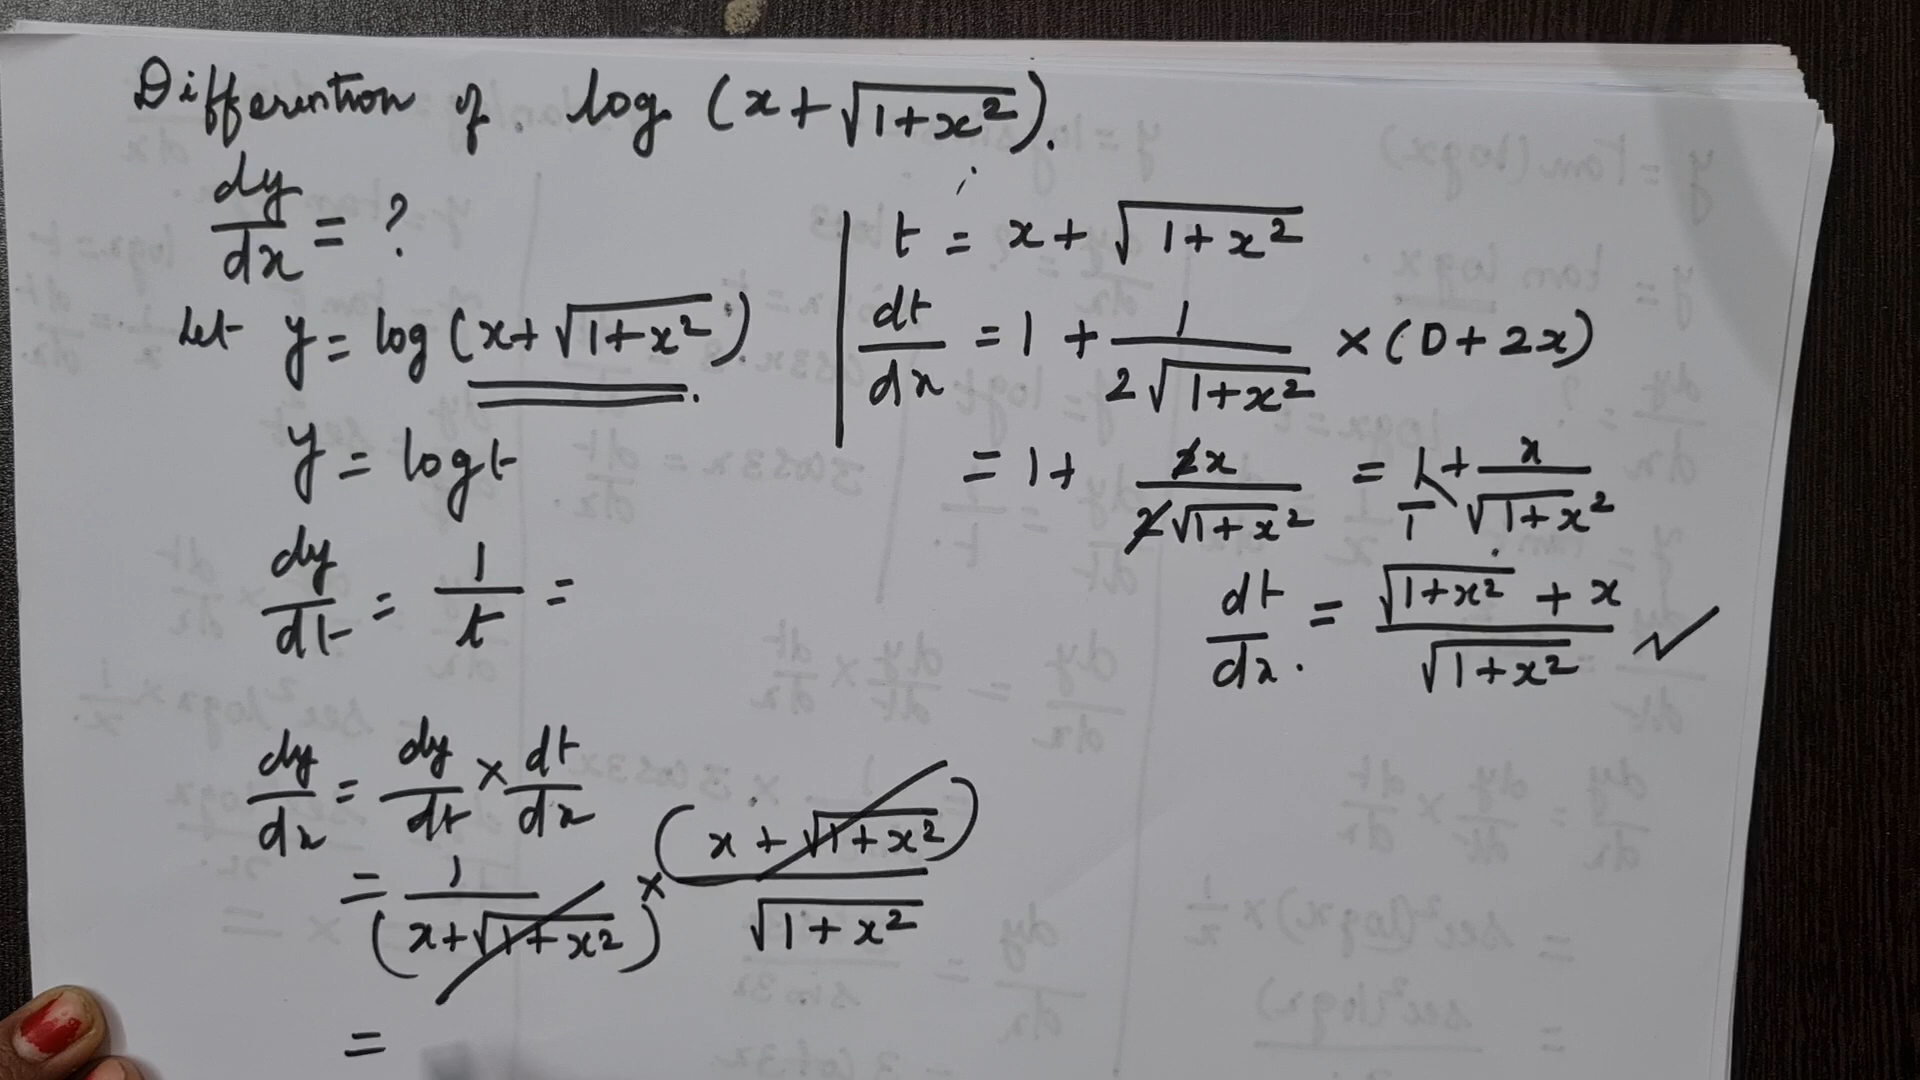 Differention of. log (x+√1+x²).
dy/dx = ?
Let y = log (x+√1+x²).
y = log t
dy/dt = 1/t =
t = x+√1+x²
dt/dx = 1 + 1/2√1+x² × (0+2x)
= 1+ 2x/2√1+x² = 1/1 + x/√1+x²
dt/dx. = √1+x² + x/√1+x²
dy/dx = dy/dt × dt/dx
= 1/(x+√1+x²) × (x+√1+x²)/√1+x²
=